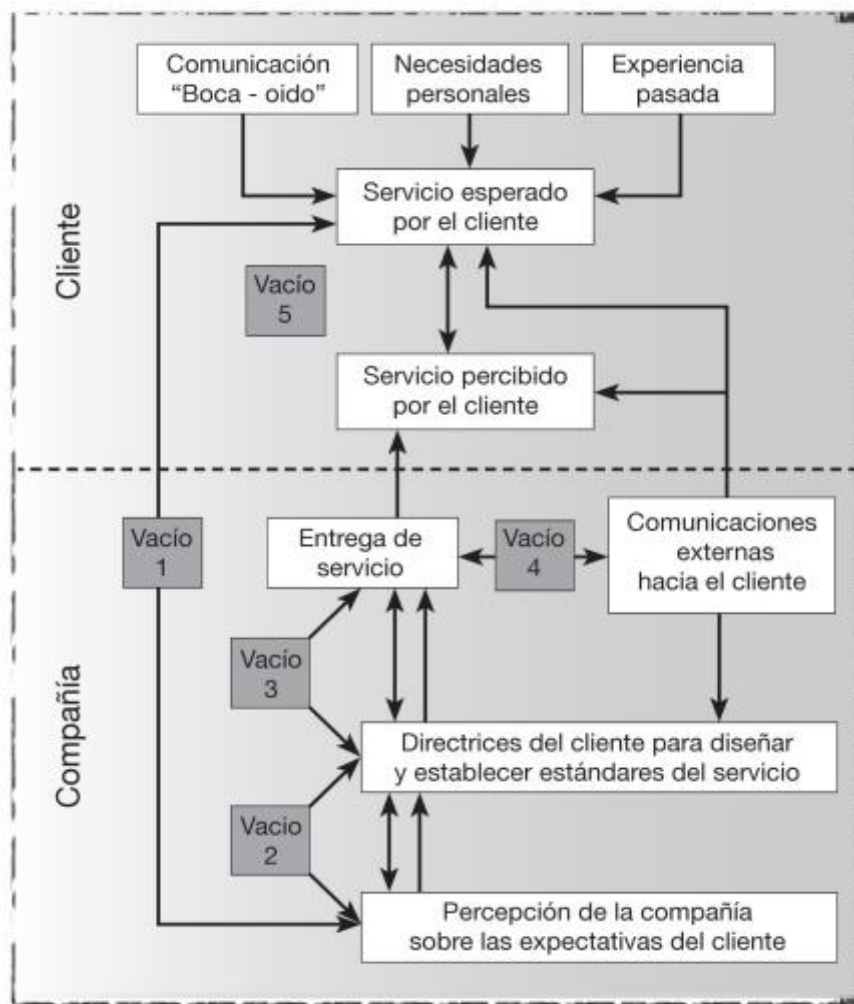 Comunicación
“Boca - oido”
Necesidades
personales
Experiencia
pasada
Cliente
Servicio esperado
por el cliente
Vacío
5
Servicio percibido
por el cliente
Compañía
Vacío
1
Entrega de
servicio
Vacío
4
Comunicaciones
externas
hacia el cliente
Vacío
3
Directrices del cliente para diseñar
y establecer estándares del servicio
Vacío
2
Percepción de la compañía
sobre las expectativas del cliente